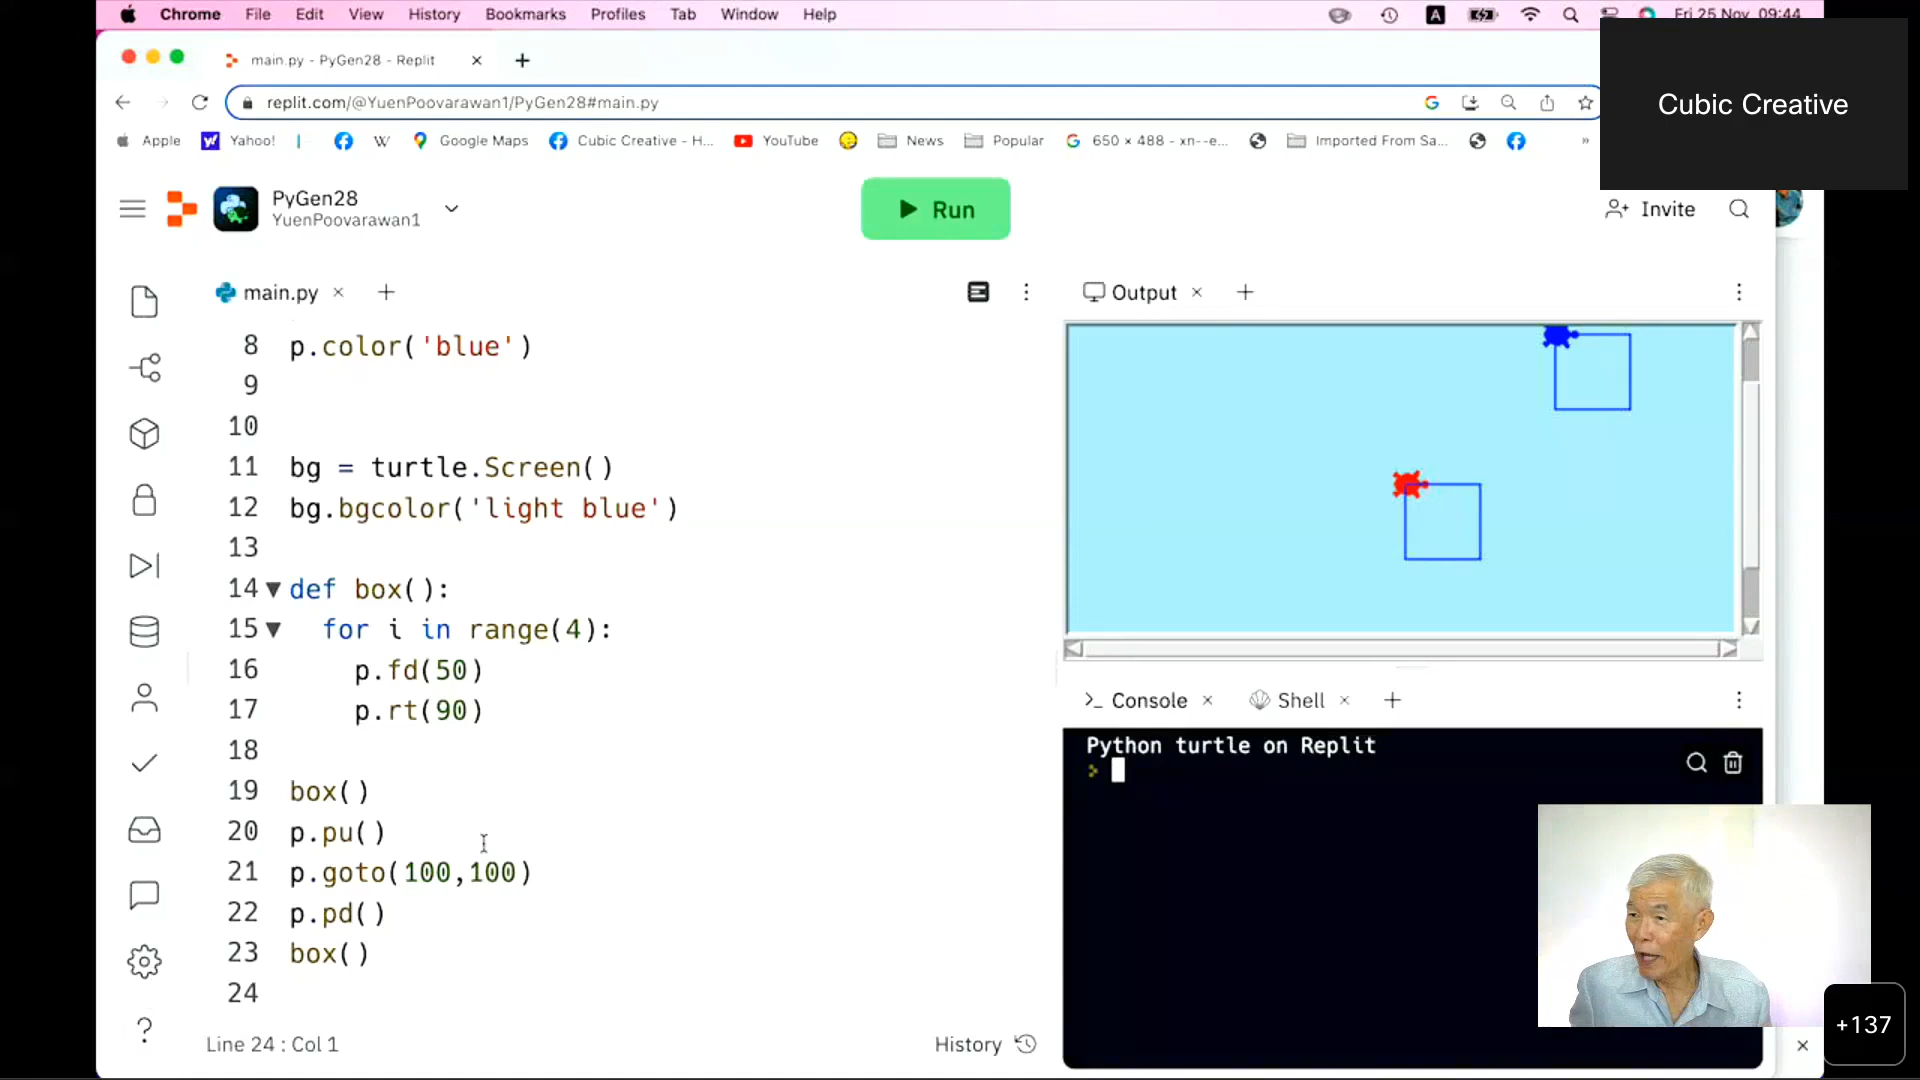 Chrome File Edit View History Bookmarks Profiles Tab Window Help
A
Fri 25 Nov 09:44
main.py - PyGen28 - Replit
replit.com/@YuenPoovarawan1/PyGen28#main.py
Cubic Creative
Apple Yahoo! W Google Maps Cubic Creative - H... YouTube News Popular 650 × 488 - xn--e... Imported From Sa... »
PyGen28
YuenPoovarawan1
Run
Invite
main.py
Output
8 p.color('blue')
9
10
11 bg = turtle.Screen()
12 bg.bgcolor('light blue')
13
14 def box():
15 for i in range(4):
16 p.fd(50)
17 p.rt(90)
18
19 box()
20 p.pu()
21 p.goto(100,100)
22 p.pd()
23 box()
24
Line 24 : Col 1
History
Console
Shell
Python turtle on Replit
+137